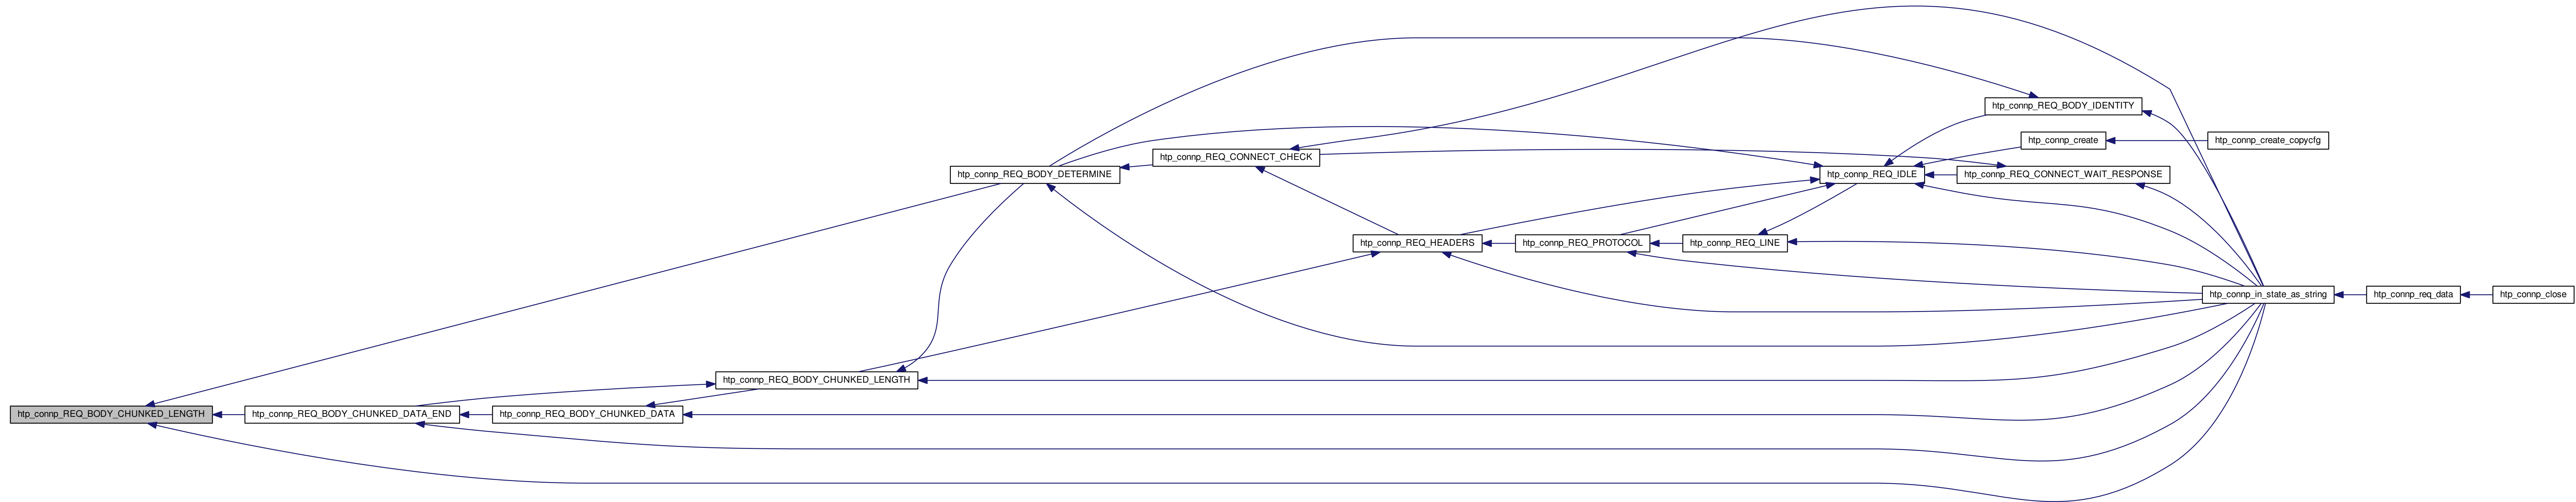 htp_connp_REQ_BODY_IDENTITY
htp_connp_create
htp_connp_create_copycfg
htp_connp_REQ_CONNECT_CHECK
htp_connp_REQ_BODY_DETERMINE
htp_connp_REQ_IDLE
htp_connp_REQ_CONNECT_WAIT_RESPONSE
htp_connp_REQ_HEADERS
htp_connp_REQ_PROTOCOL
htp_connp_REQ_LINE
htp_connp_in_state_as_string
htp_connp_req_data
htp_connp_close
htp_connp_REQ_BODY_CHUNKED_LENGTH
htp_connp_REQ_BODY_CHUNKED_LENGTH
htp_connp_REQ_BODY_CHUNKED_DATA_END
htp_connp_REQ_BODY_CHUNKED_DATA